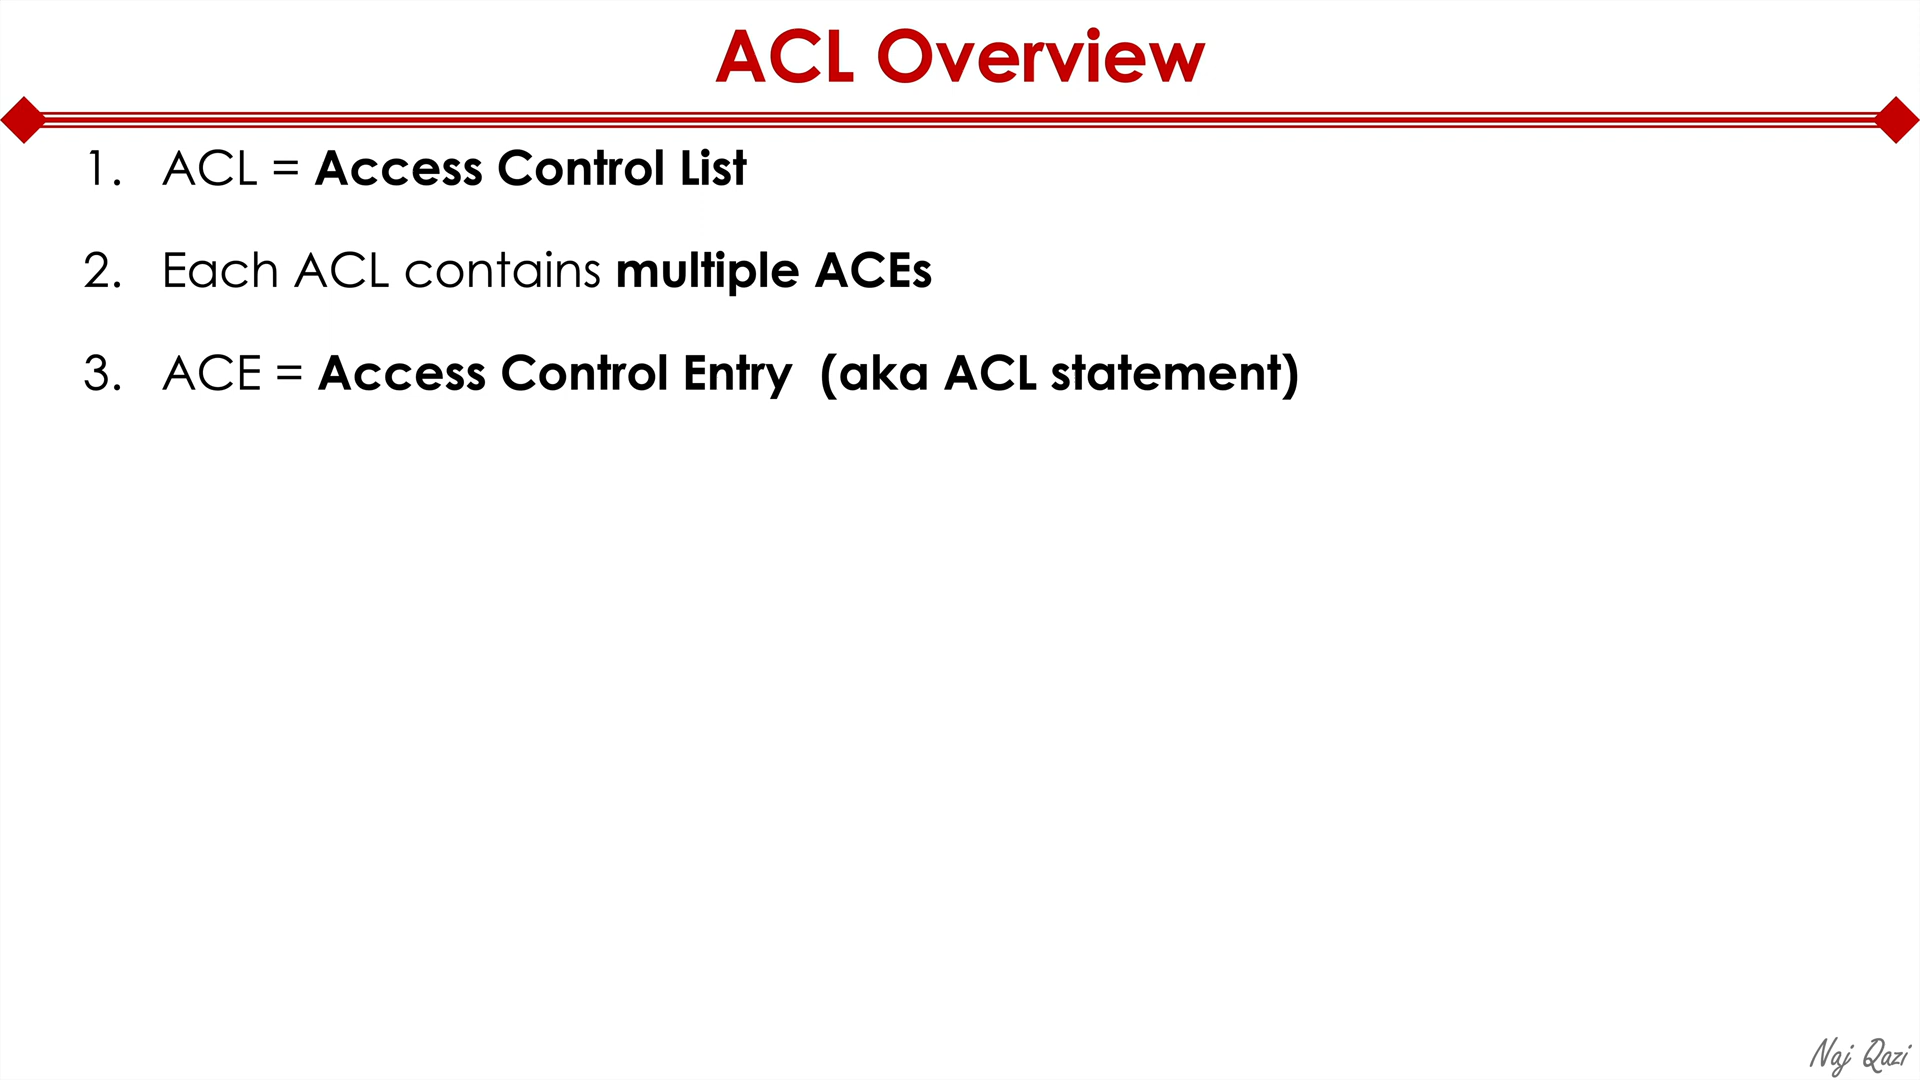 ACL Overview
1. ACL = Access Control List
2. Each ACL contains multiple ACEs
3. ACE = Access Control Entry  (aka ACL statement)
Naj Qazi